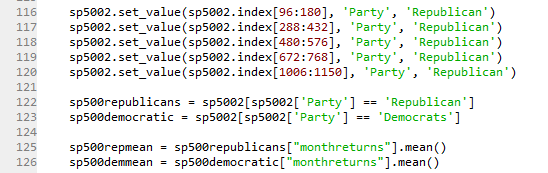 116 sp5002.set_value(sp5002.index[96:180], 'Party', 'Republican')
117 sp5002.set_value(sp5002.index[288:432], 'Party', 'Republican')
118 sp5002.set_value(sp5002.index[480:576], 'Party', 'Republican')
119 sp5002.set_value(sp5002.index[672:768], 'Party', 'Republican')
120 sp5002.set_value(sp5002.index[1006:1150], 'Party', 'Republican')
121
122 sp500republicans = sp5002[sp5002['Party'] == 'Republican']
123 sp500democratic = sp5002[sp5002['Party'] == 'Democrats']
124
125 sp500repmean = sp500republicans["monthreturns"].mean()
126 sp500demmean = sp500democratic["monthreturns"].mean()